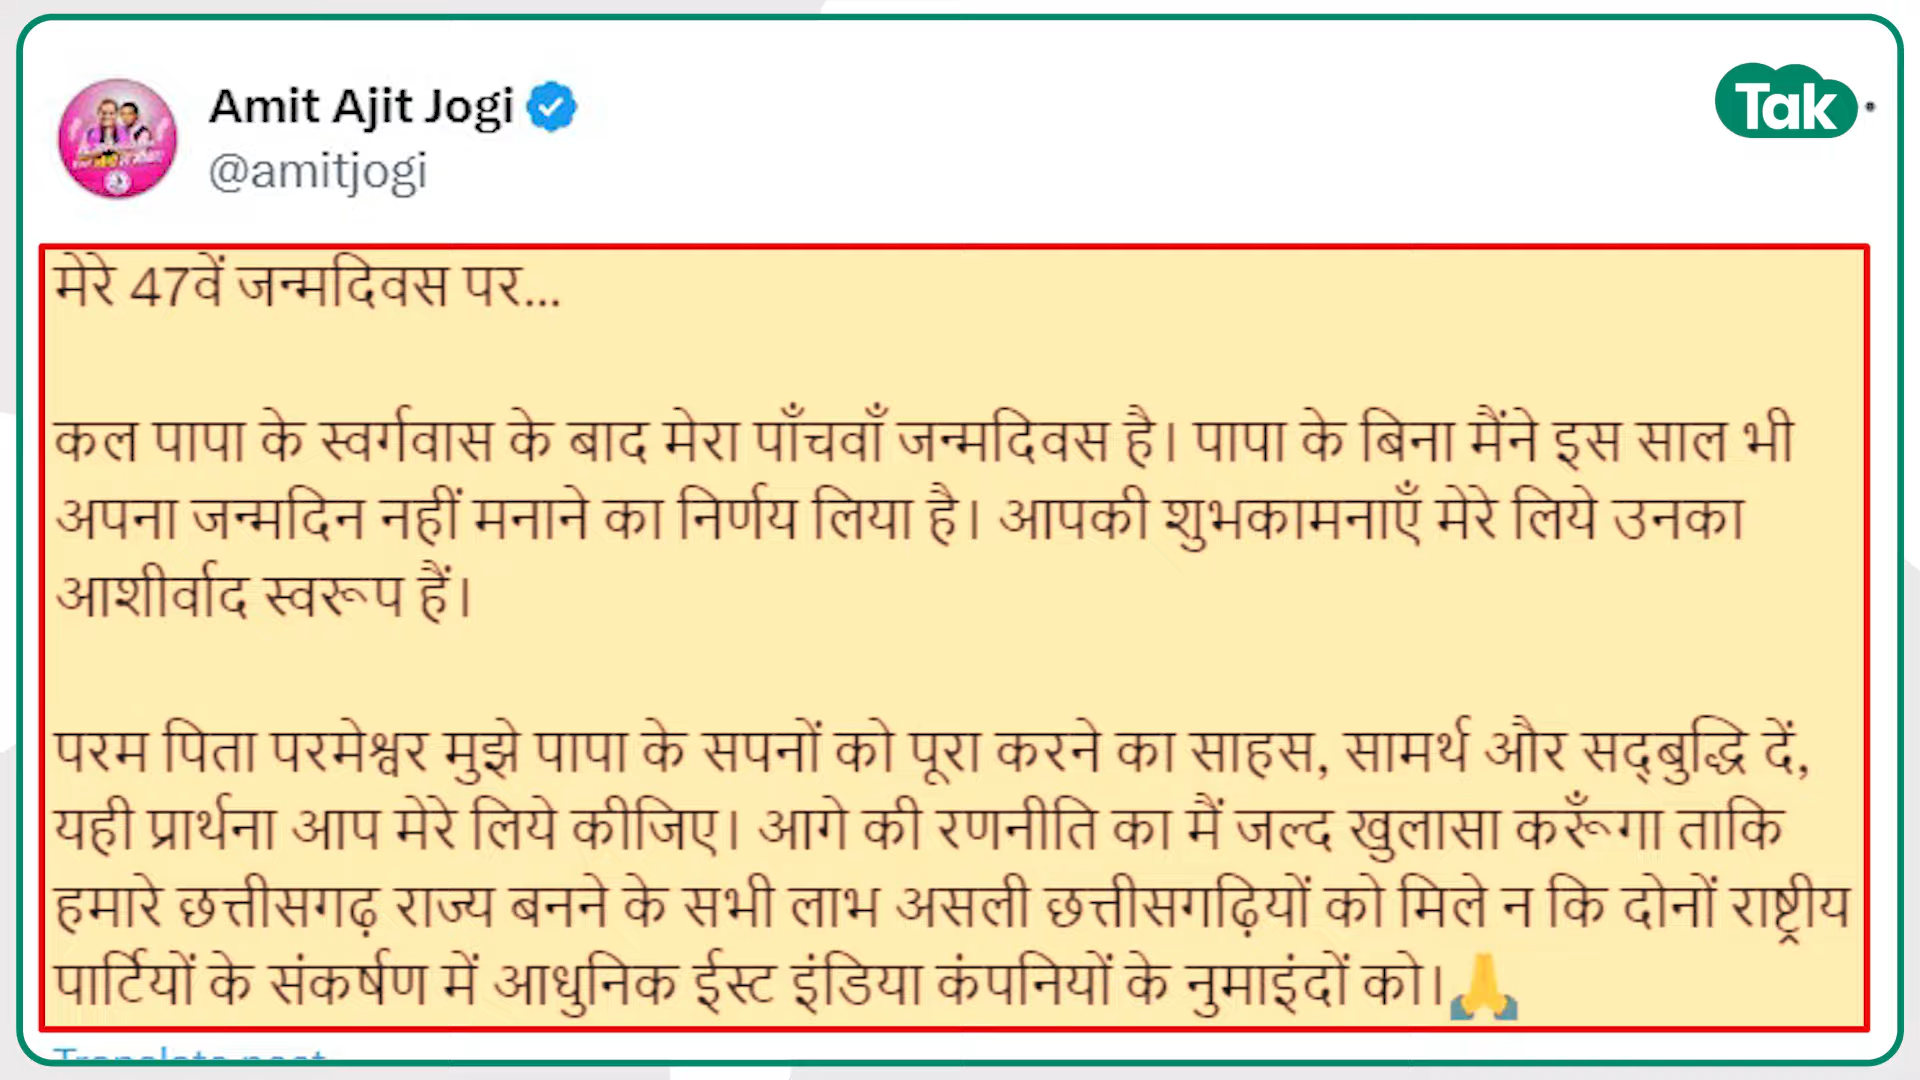 Amit Ajit Jogi
@amitjogi
Tak
मेरे 47वें जन्मदिवस पर...
कल पापा के स्वर्गवास के बाद मेरा पाँचवाँ जन्मदिवस है। पापा के बिना मैंने इस साल भी
अपना जन्मदिन नहीं मनाने का निर्णय लिया है। आपकी शुभकामनाएँ मेरे लिये उनका
आशीर्वाद स्वरूप हैं।
परम पिता परमेश्वर मुझे पापा के सपनों को पूरा करने का साहस, सामर्थ और सद्‌बुद्धि दें,
यही प्रार्थना आप मेरे लिये कीजिए। आगे की रणनीति का मैं जल्द खुलासा करूँगा ताकि
हमारे छत्तीसगढ़ राज्य बनने के सभी लाभ असली छत्तीसगढ़ियों को मिले न कि दोनों राष्ट्रीय
पार्टियों के संकर्षण में आधुनिक ईस्ट इंडिया कंपनियों के नुमाइंदों को।🙏
Translate post